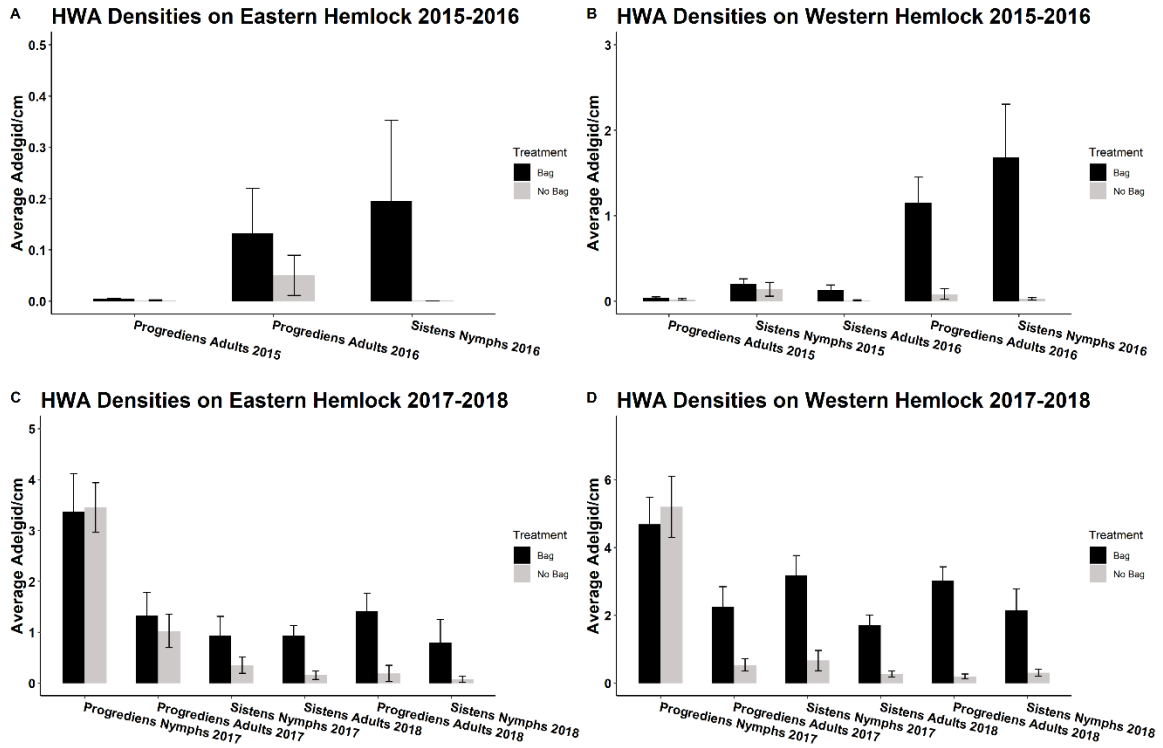 A HWA Densities on Eastern Hemlock 2015-2016
Average Adelgid/cm
0.5
0.4
0.3
0.2
0.1
0.0
Progrediens Adults 2015
Progrediens Adults 2016
Sistens Nymphs 2016
Treatment
Bag
No Bag
B HWA Densities on Western Hemlock 2015-2016
Average Adelgid/cm
3
2
1
0
Progrediens Adults 2015
Sistens Nymphs 2015
Sistens Adults 2016
Progrediens Adults 2016
Sistens Nymphs 2016
Treatment
Bag
No Bag
C HWA Densities on Eastern Hemlock 2017-2018
Average Adelgid/cm
5
4
3
2
1
0
Progrediens Nymphs 2017
Progrediens Adults 2017
Sistens Nymphs 2017
Sistens Adults 2018
Progrediens Adults 2018
Sistens Nymphs 2018
Treatment
Bag
No Bag
D HWA Densities on Western Hemlock 2017-2018
Average Adelgid/cm
6
4
2
0
Progrediens Nymphs 2017
Progrediens Adults 2017
Sistens Nymphs 2017
Sistens Adults 2018
Progrediens Adults 2018
Sistens Nymphs 2018
Treatment
Bag
No Bag